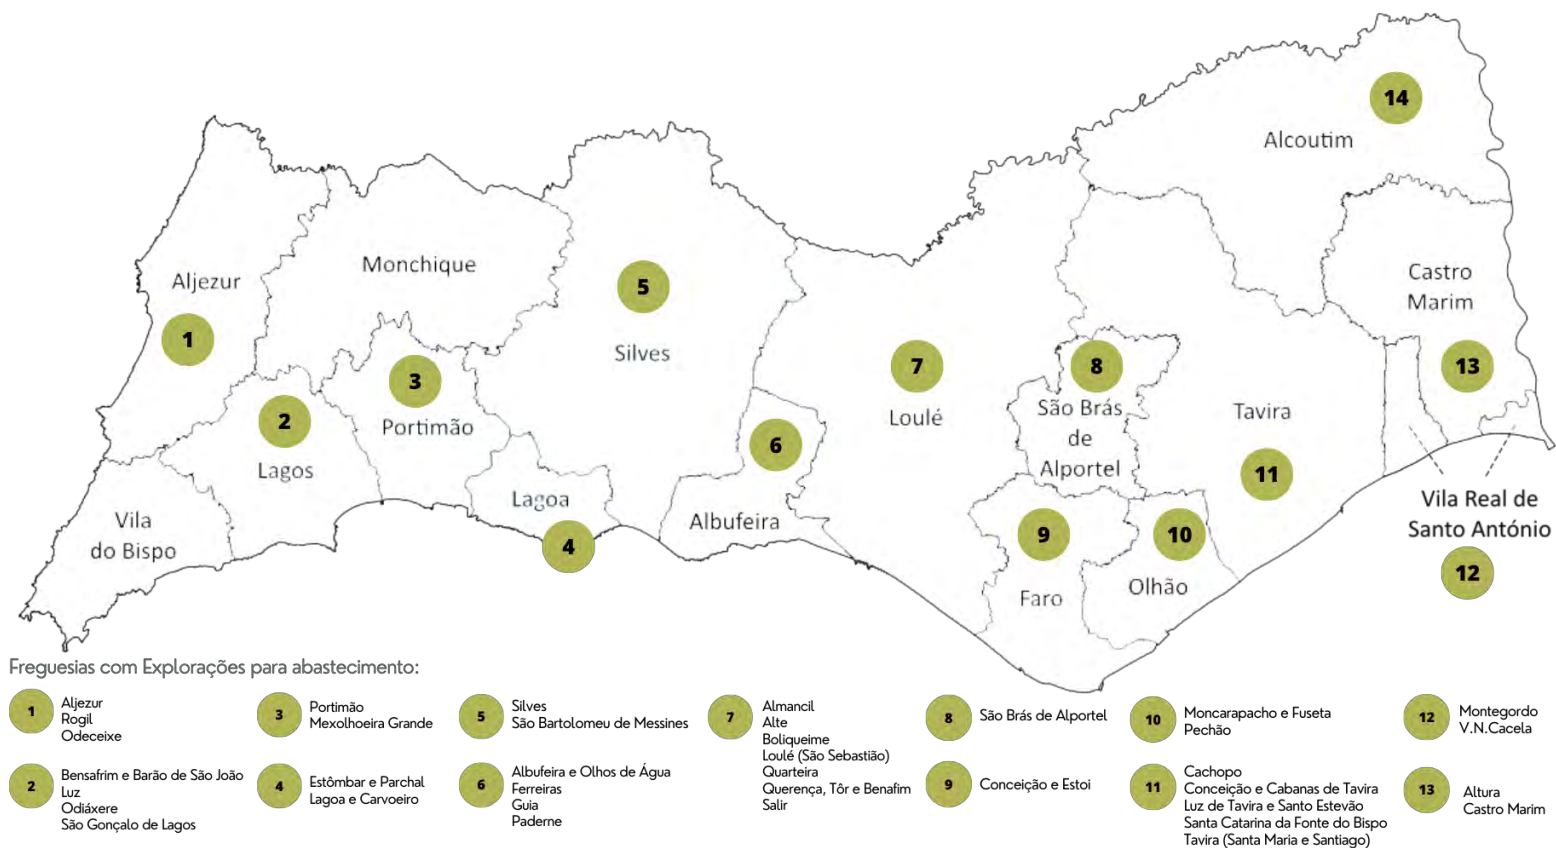 14
Alcoutim
Monchique
Aljezur
Castro
Marim
5
1
Silves
7
8
13
3
São Brás
de
Alportel
Tavira
Loulé
2
Portimão
6
Lagos
11
Lagoa
Albufeira
Vila
do Bispo
4
9
10
Vila Real de
Santo António
12
Faro
Olhão
Freguesias com Explorações para abastecimento:
1
Aljezur
Rogil
Odeceixe
2
Bensafrim e Barão de São João
Luz
Odiáxere
São Gonçalo de Lagos
3
Portimão
Mexolhoeira Grande
4
Estômbar e Parchal
Lagoa e Carvoeiro
5
Silves
São Bartolomeu de Messines
6
Albufeira e Olhos de Água
Ferreiras
Guia
Paderne
7
Almancil
Alte
Boliqueime
Loulé (São Sebastião)
Quarteira
Querença, Tôr e Benafim
Salir
8
São Brás de Alportel
9
Conceição e Estoi
10
Moncarapacho e Fuseta
Pechão
11
Cachopo
Conceição e Cabanas de Tavira
Luz de Tavira e Santo Estevão
Santa Catarina da Fonte do Bispo
Tavira (Santa Maria e Santiago)
12
Montegordo
V.N.Cacela
13
Altura
Castro Marim